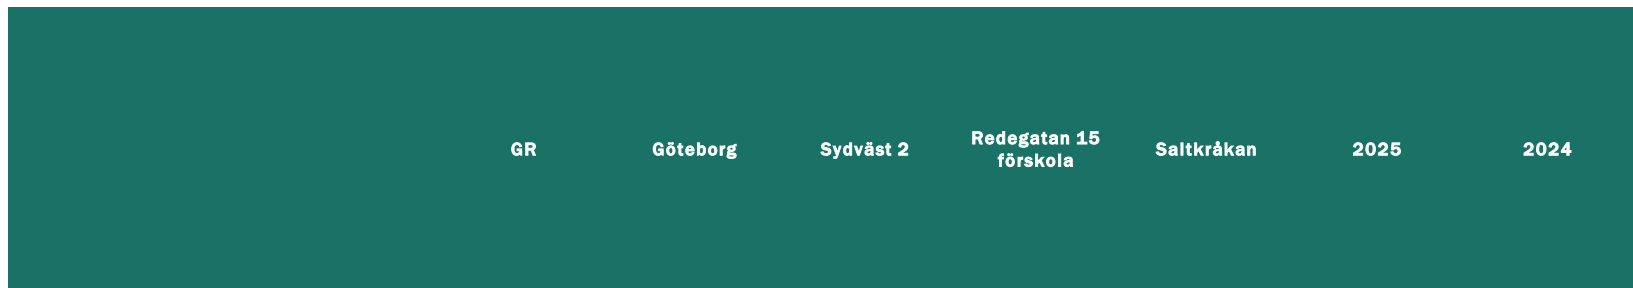 GR
Göteborg
Sydväst 2
Redegatan 15
förskola
Saltkråkan
2025
2024